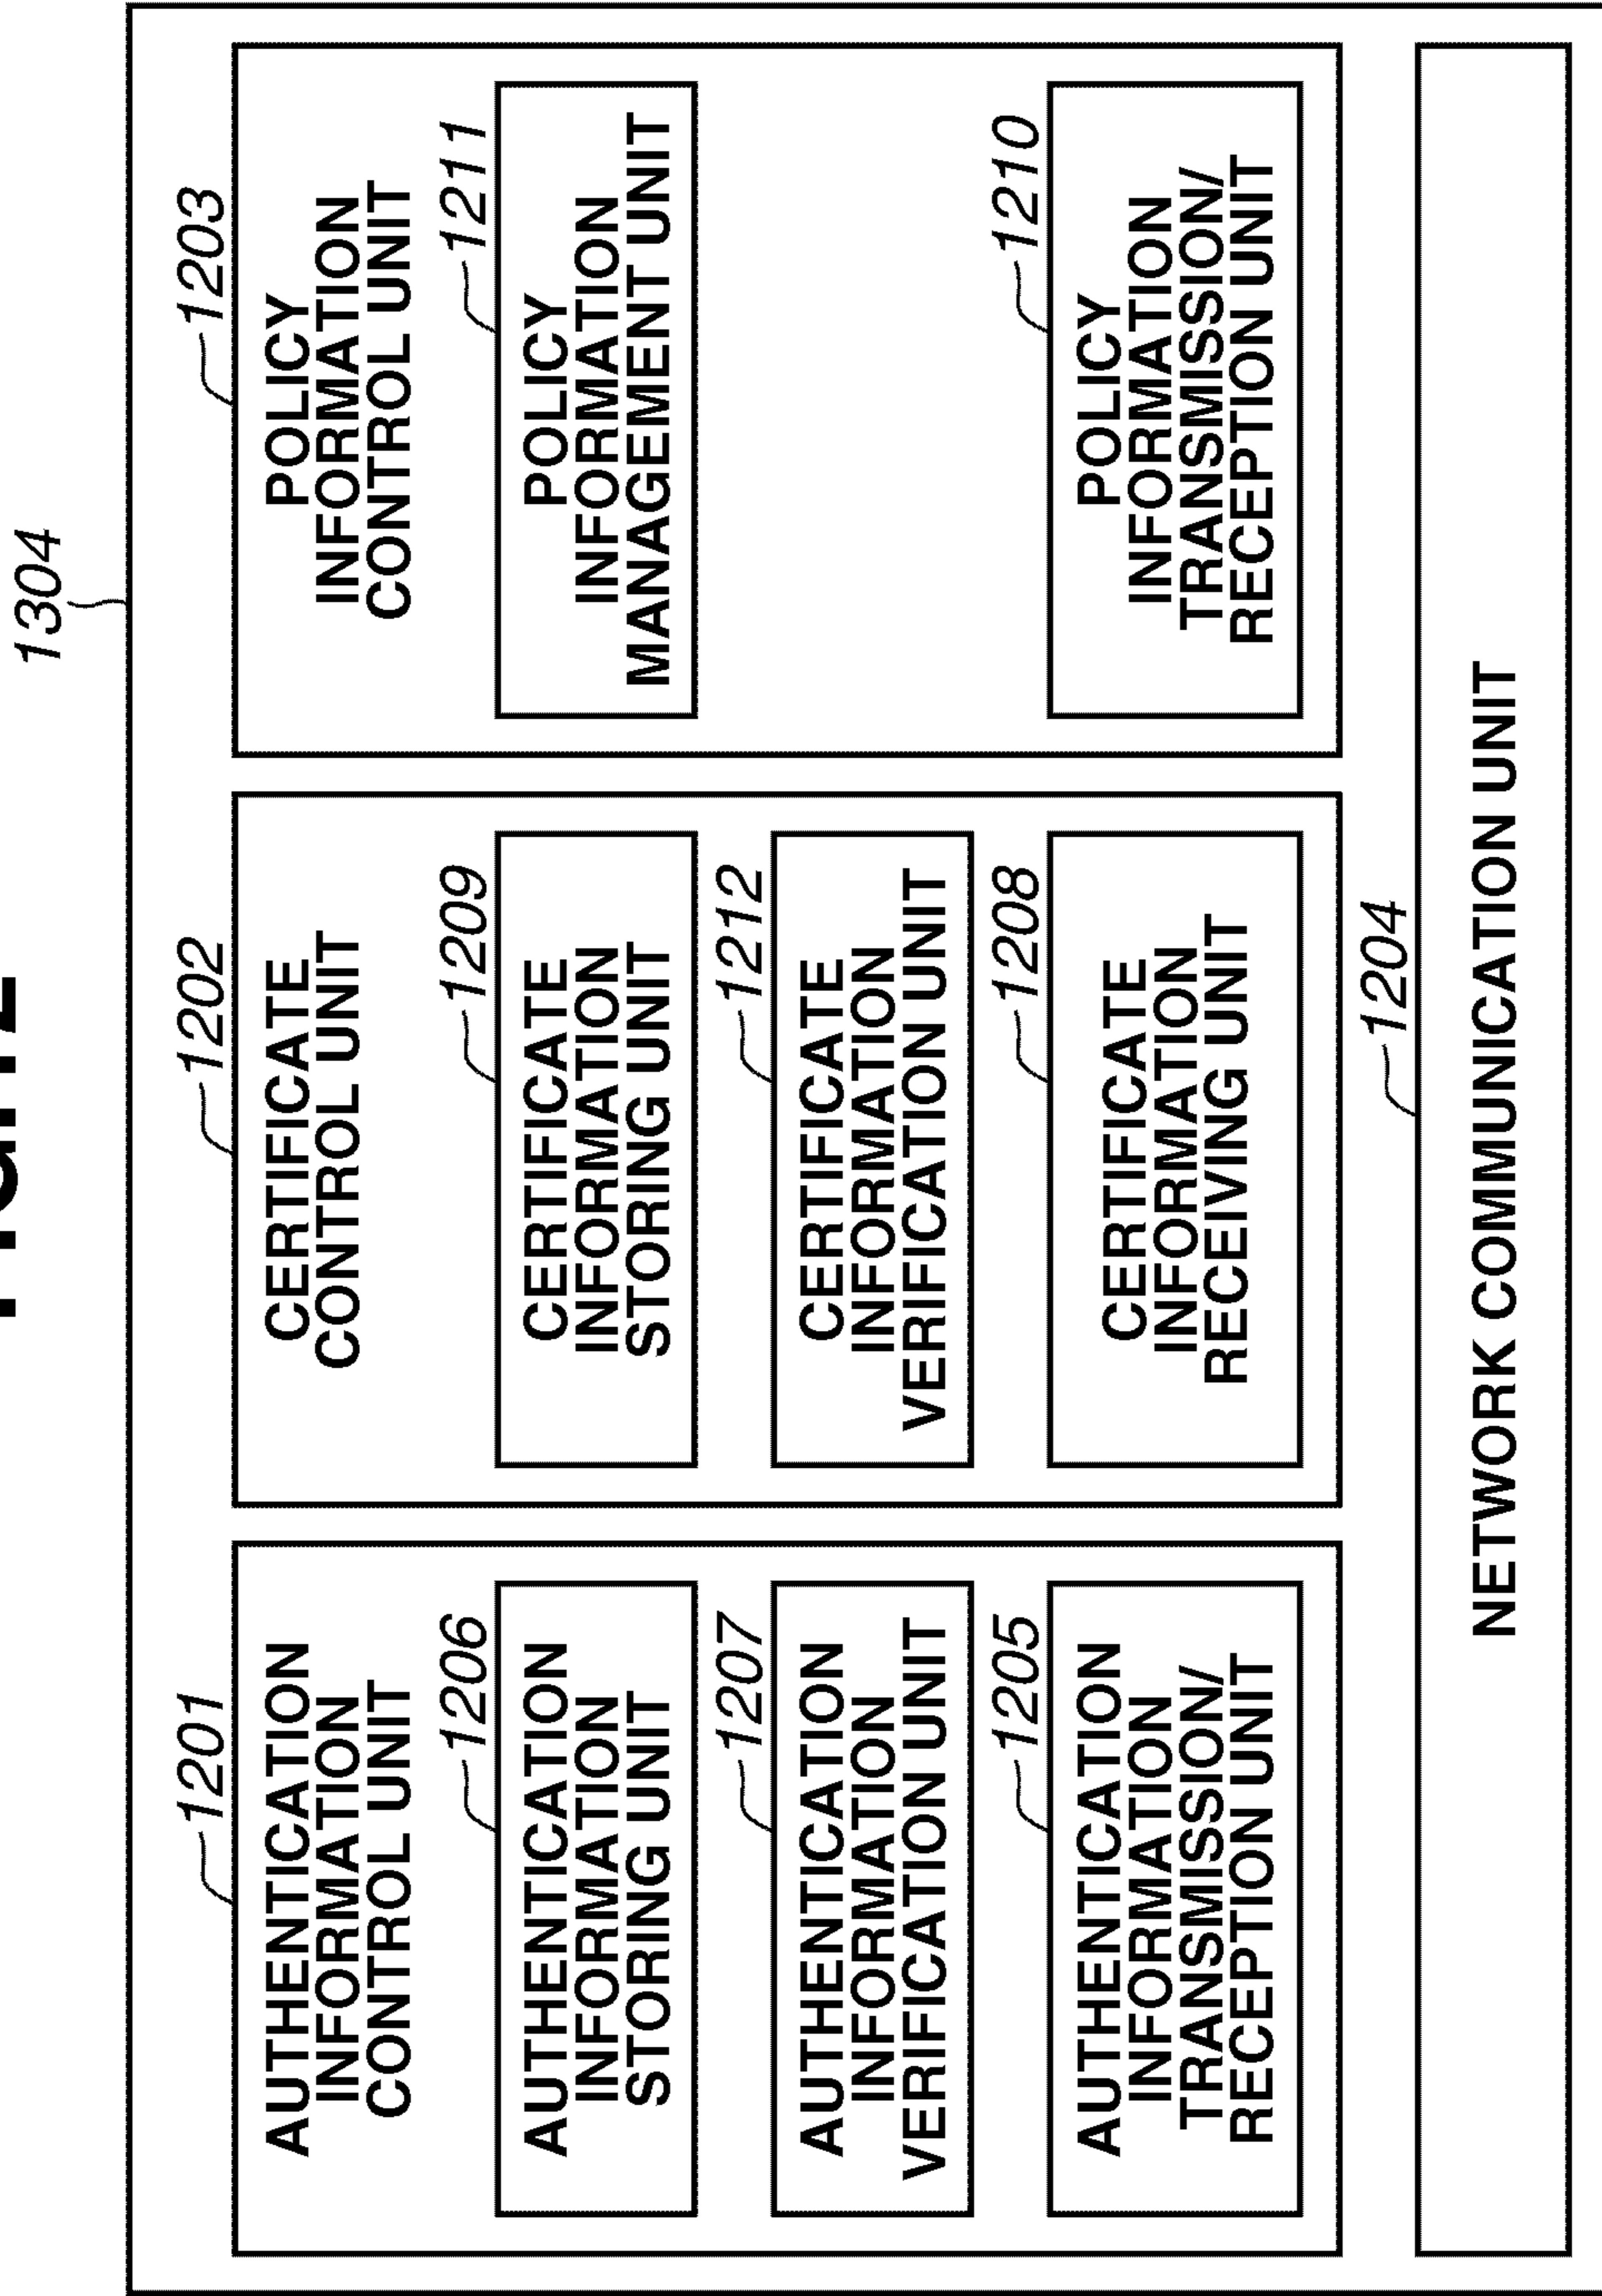 1304
1201
AUTHENTICATION
INFORMATION
CONTROL UNIT
1206
AUTHENTICATION
INFORMATION
STORING UNIT
1207
AUTHENTICATION
INFORMATION
VERIFICATION UNIT
1205
AUTHENTICATION
INFORMATION
TRANSMISSION/
RECEPTION UNIT
1202
CERTIFICATE
CONTROL UNIT
1209
CERTIFICATE
INFORMATION
STORING UNIT
1212
CERTIFICATE
INFORMATION
VERIFICATION UNIT
1208
CERTIFICATE
INFORMATION
RECEIVING UNIT
1203
POLICY
INFORMATION
CONTROL UNIT
1211
POLICY
INFORMATION
MANAGEMENT UNIT
1210
POLICY
INFORMATION
TRANSMISSION/
RECEPTION UNIT
1204
NETWORK COMMUNICATION UNIT